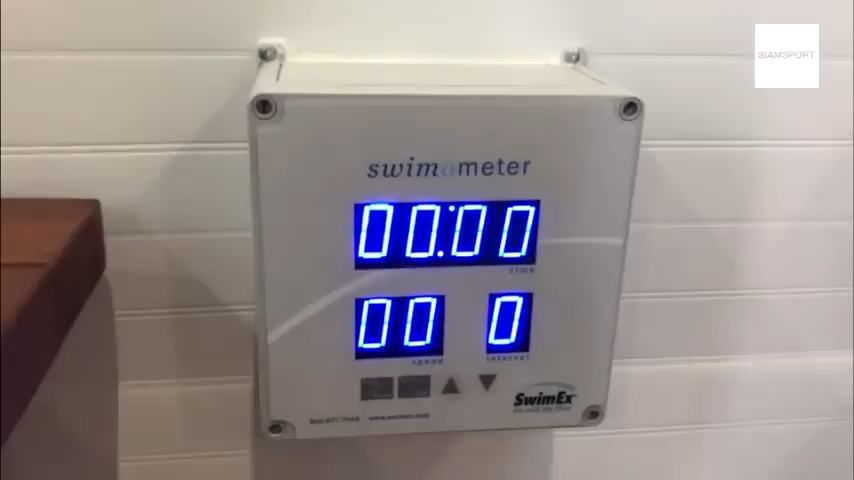 SIAMSPORT
swimometer
00:00
time
00 0
speed interval
SwimEx